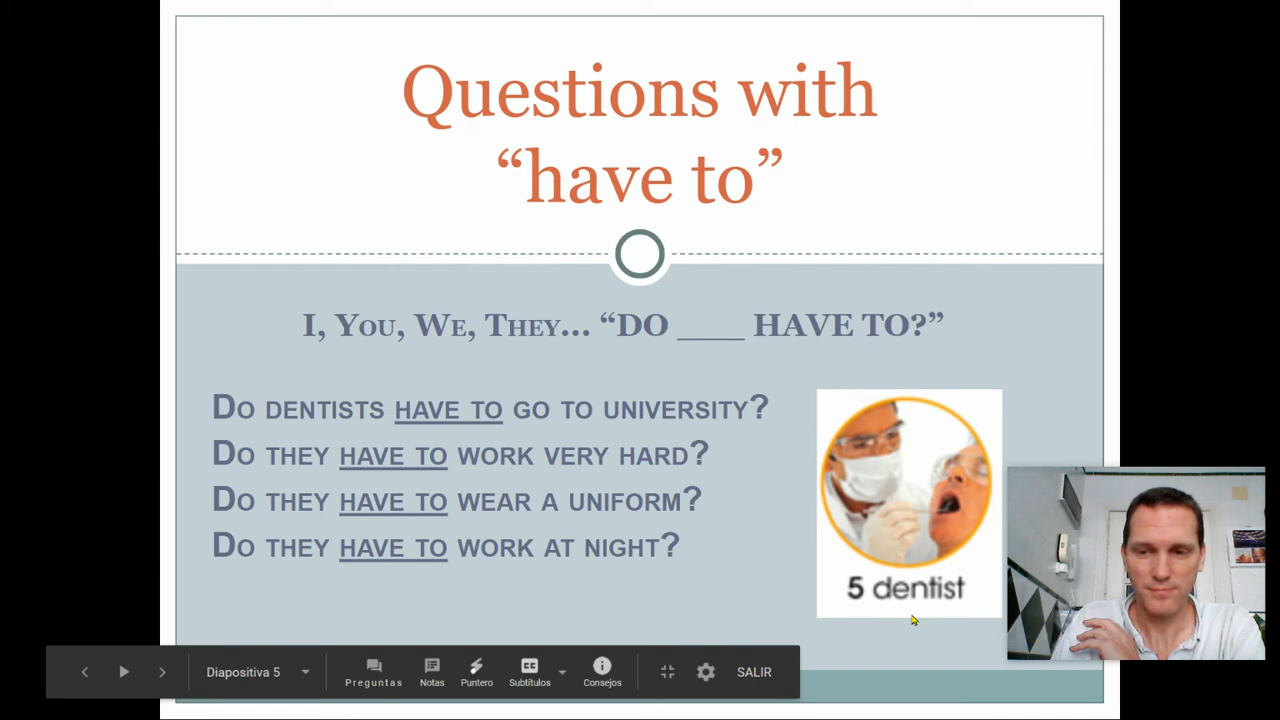 Questions with
“have to”
I, You, We, They… “DO ____ HAVE TO?”
Do dentists have to go to university?
Do they have to work very hard?
Do they have to wear a uniform?
Do they have to work at night?
5 dentist
Diapositiva 5
Preguntas
Notas
Puntero
CC
Subtítulos
Consejos
SALIR